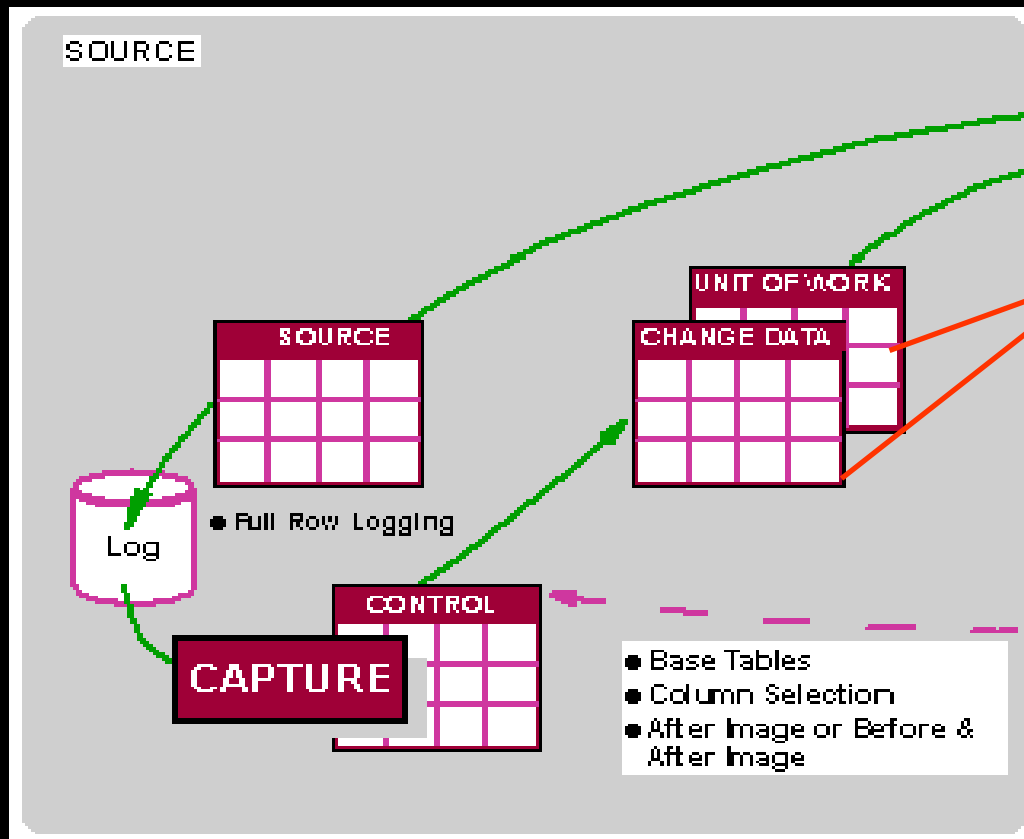 SOURCE
UNIT OF WORK
CHANGE DATA
SOURCE
● Full Row Logging
Log
CONTROL
CAPTURE
● Base Tables
● Column Selection
● After Image or Before &
After Image